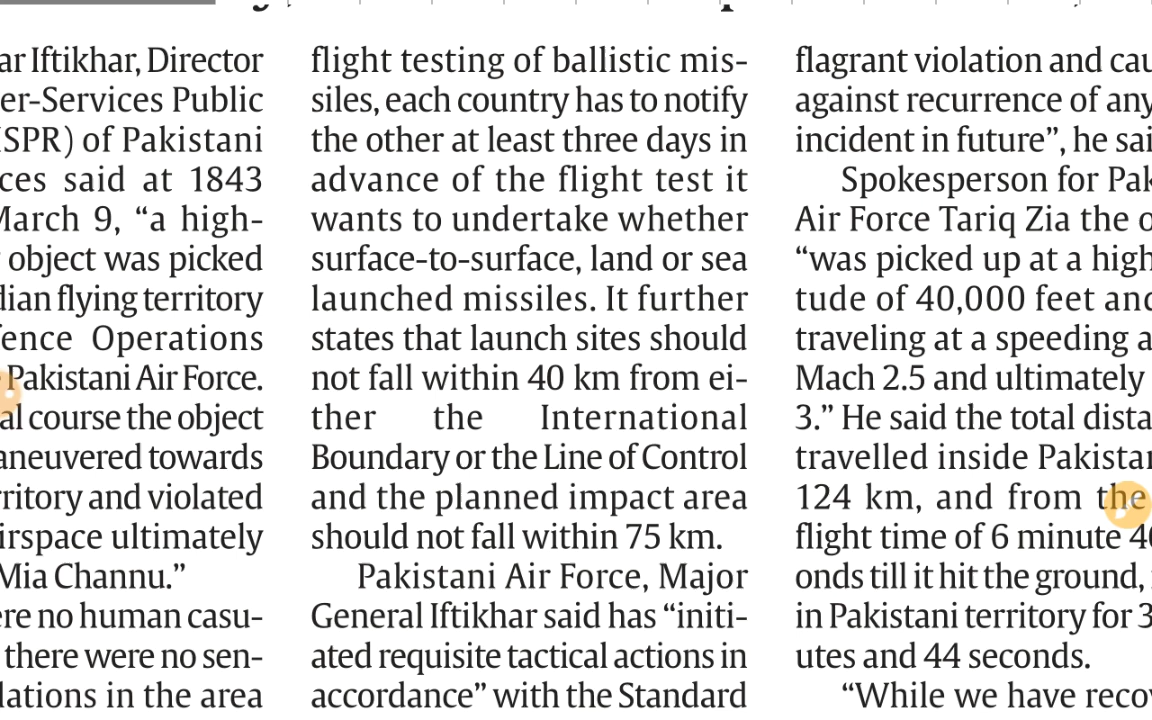 ar Iftikhar, Director
er-Services Public
ISPR) of Pakistani
ces said at 1843
March 9, “a high-
object was picked
dian flying territory
ence Operations
Pakistani Air Force.
al course the object
aneuvered towards
rritory and violated
irspace ultimately
Mia Channu.”
ere no human casu-
there were no sen-
lations in the area
flight testing of ballistic mis-
siles, each country has to notify
the other at least three days in
advance of the flight test it
wants to undertake whether
surface-to-surface, land or sea
launched missiles. It further
states that launch sites should
not fall within 40 km from ei-
ther the International
Boundary or the Line of Control
and the planned impact area
should not fall within 75 km.
Pakistani Air Force, Major
General Iftikhar said has “initi-
ated requisite tactical actions in
accordance” with the Standard
flagrant violation and cau
against recurrence of any
incident in future”, he sai
Spokesperson for Pak
Air Force Tariq Zia the o
“was picked up at a high
tude of 40,000 feet and
traveling at a speeding a
Mach 2.5 and ultimately
3.” He said the total dista
travelled inside Pakistan
124 km, and from the
flight time of 6 minute 40
onds till it hit the ground,
in Pakistani territory for 3
utes and 44 seconds.
“While we have recov